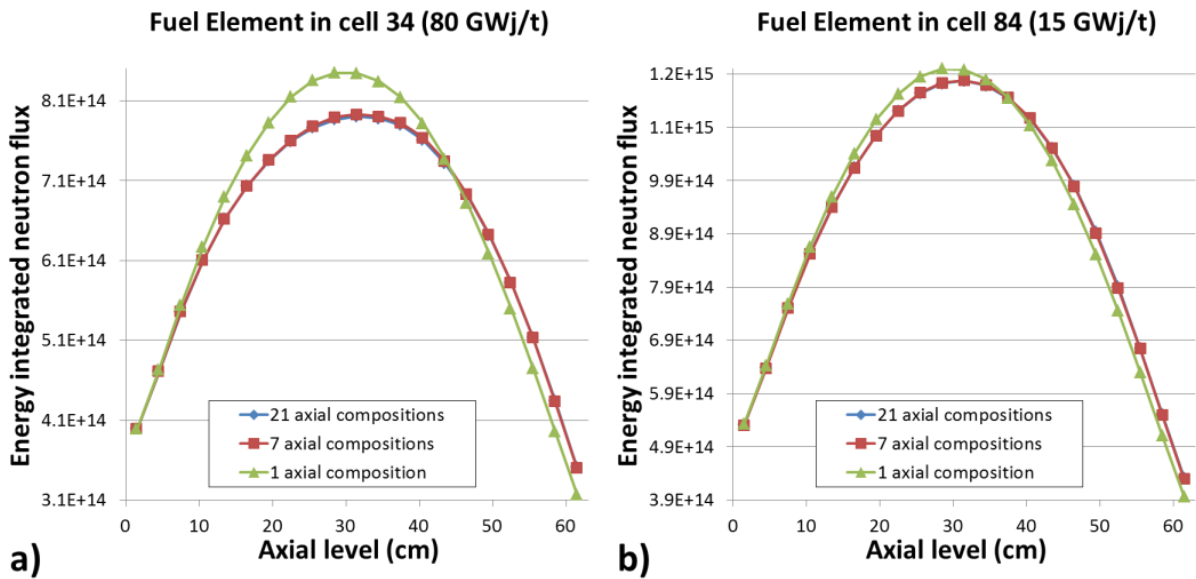 Fuel Element in cell 34 (80 GWj/t)
Energy integrated neutron flux
8.1E+14
7.1E+14
6.1E+14
5.1E+14
4.1E+14
3.1E+14
21 axial compositions
7 axial compositions
1 axial composition
0 10 20 30 40 50 60
Axial level (cm)
a)
Fuel Element in cell 84 (15 GWj/t)
Energy integrated neutron flux
1.2E+15
1.1E+15
9.9E+14
8.9E+14
7.9E+14
6.9E+14
5.9E+14
4.9E+14
3.9E+14
21 axial compositions
7 axial compositions
1 axial composition
0 10 20 30 40 50 60
Axial level (cm)
b)